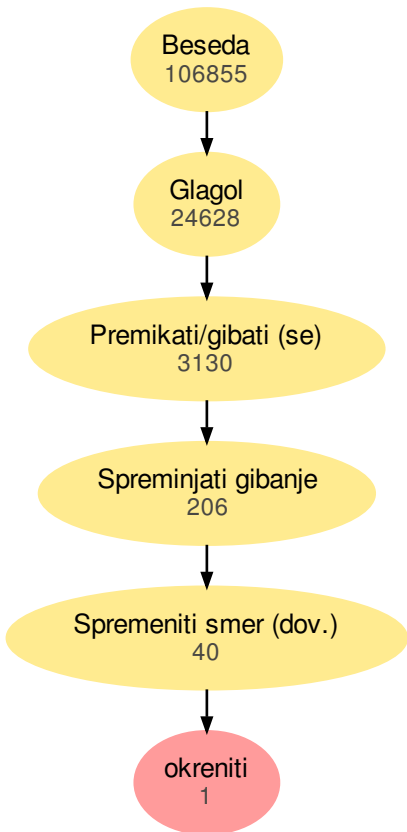 Beseda
106855
Glagol
24628
Premikati/gibati (se)
3130
Spreminjati gibanje
206
Spremeniti smer (dov.)
40
okreniti
1